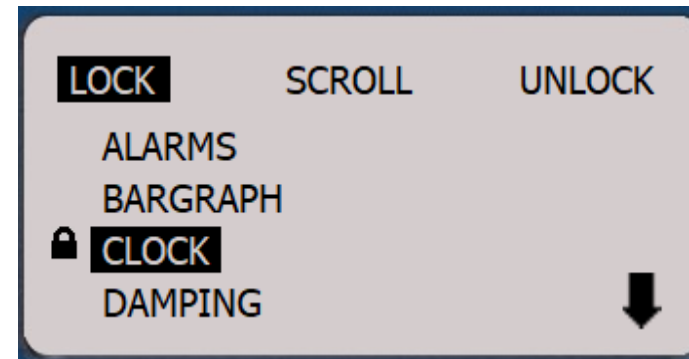 LOCK SCROLL UNLOCK
ALARMS
BARGRAPH
CLOCK
DAMPING